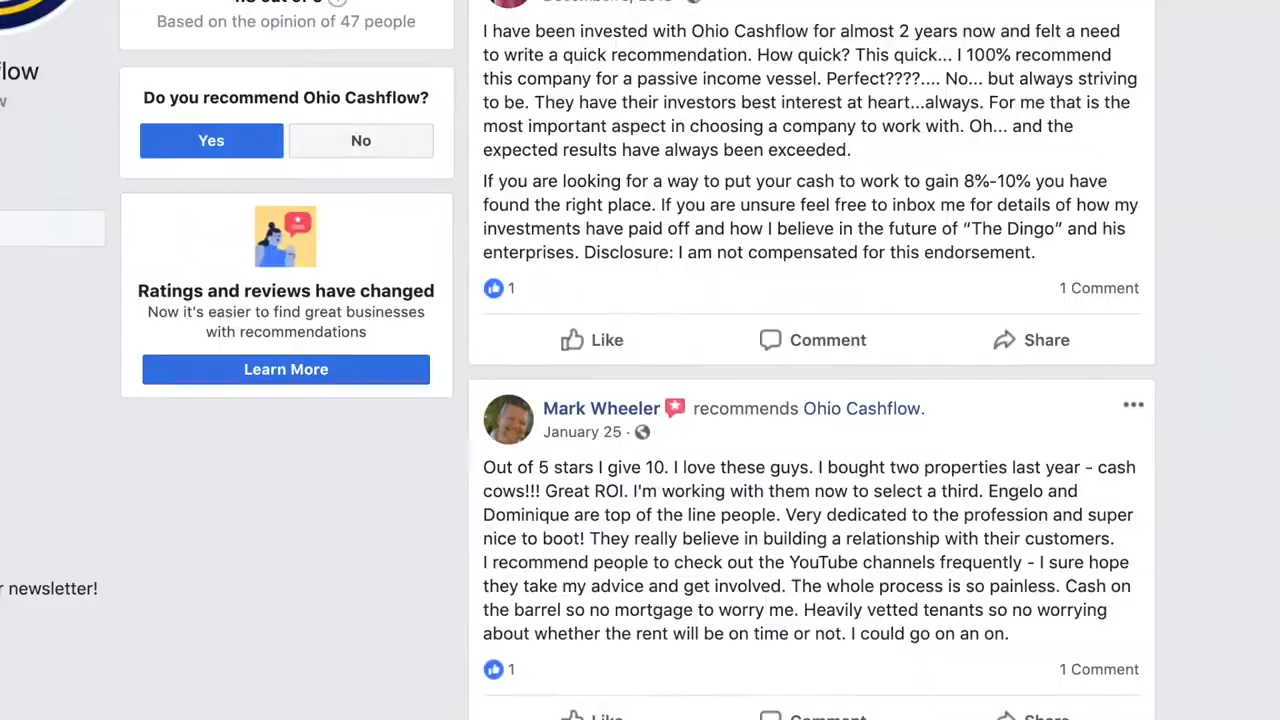 Based on the opinion of 47 people
flow
Do you recommend Ohio Cashflow?
Yes
No
Ratings and reviews have changed
Now it's easier to find great businesses
with recommendations
Learn More
r newsletter!
I have been invested with Ohio Cashflow for almost 2 years now and felt a need
to write a quick recommendation. How quick? This quick... I 100% recommend
this company for a passive income vessel. Perfect????.... No... but always striving
to be. They have their investors best interest at heart...always. For me that is the
most important aspect in choosing a company to work with. Oh... and the
expected results have always been exceeded.
If you are looking for a way to put your cash to work to gain 8%-10% you have
found the right place. If you are unsure feel free to inbox me for details of how my
investments have paid off and how I believe in the future of “The Dingo” and his
enterprises. Disclosure: I am not compensated for this endorsement.
1
1 Comment
Like
Comment
Share
Mark Wheeler recommends Ohio Cashflow.
January 25 ·
Out of 5 stars I give 10. I love these guys. I bought two properties last year - cash
cows!!! Great ROI. I'm working with them now to select a third. Engelo and
Dominique are top of the line people. Very dedicated to the profession and super
nice to boot! They really believe in building a relationship with their customers.
I recommend people to check out the YouTube channels frequently - I sure hope
they take my advice and get involved. The whole process is so painless. Cash on
the barrel so no mortgage to worry me. Heavily vetted tenants so no worrying
about whether the rent will be on time or not. I could go on an on.
1
1 Comment
Like
Comment
Share